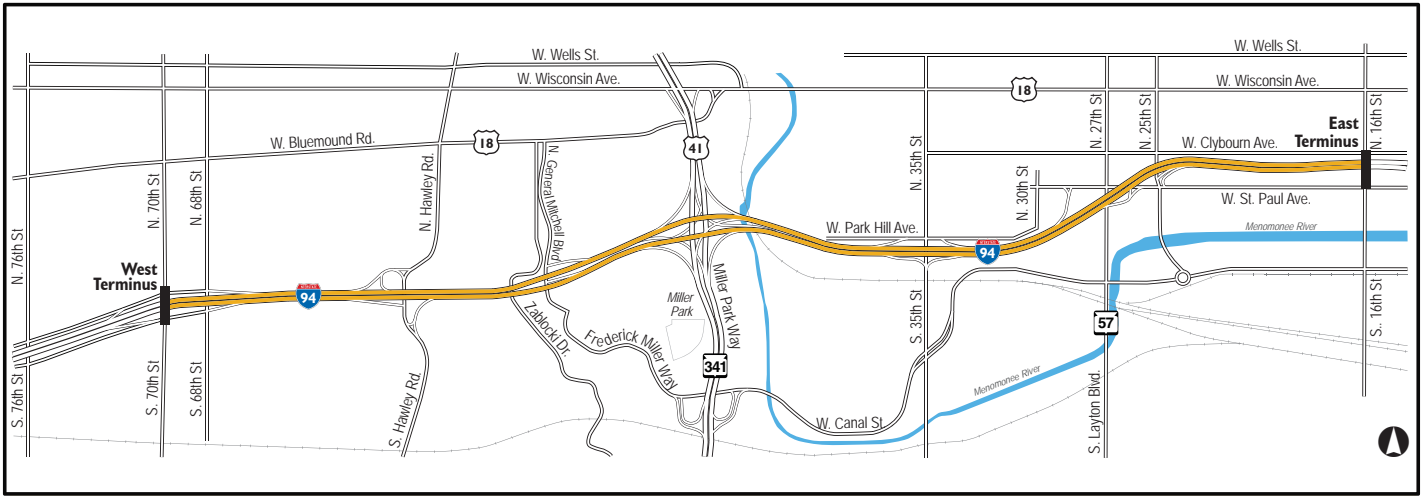 W. Wells St.
W. Wells St.
W. Wisconsin Ave.
W. Wisconsin Ave.
18
N. 27th St
N. 25th St
N. 16th St
East
Terminus
W. Bluemound Rd.
18
41
W. Clybourn Ave.
N. 35th St
N. General Mitchell Blvd
N. Hawley Rd.
N. 70th St
N. 68th St
N. 30th St
W. St. Paul Ave.
W. Park Hill Ave.
Menomonee River
94
N. 76th St
West
Terminus
94
Miller
Park
Miller Park Way
Zablocki Dr.
Frederick Miller Way
S. 35th St
S.. 16th St
57
341
S. 76th St
S. 70th St
S. 68th St
S. Hawley Rd.
Menomonee River
S. Layton Blvd.
W. Canal St